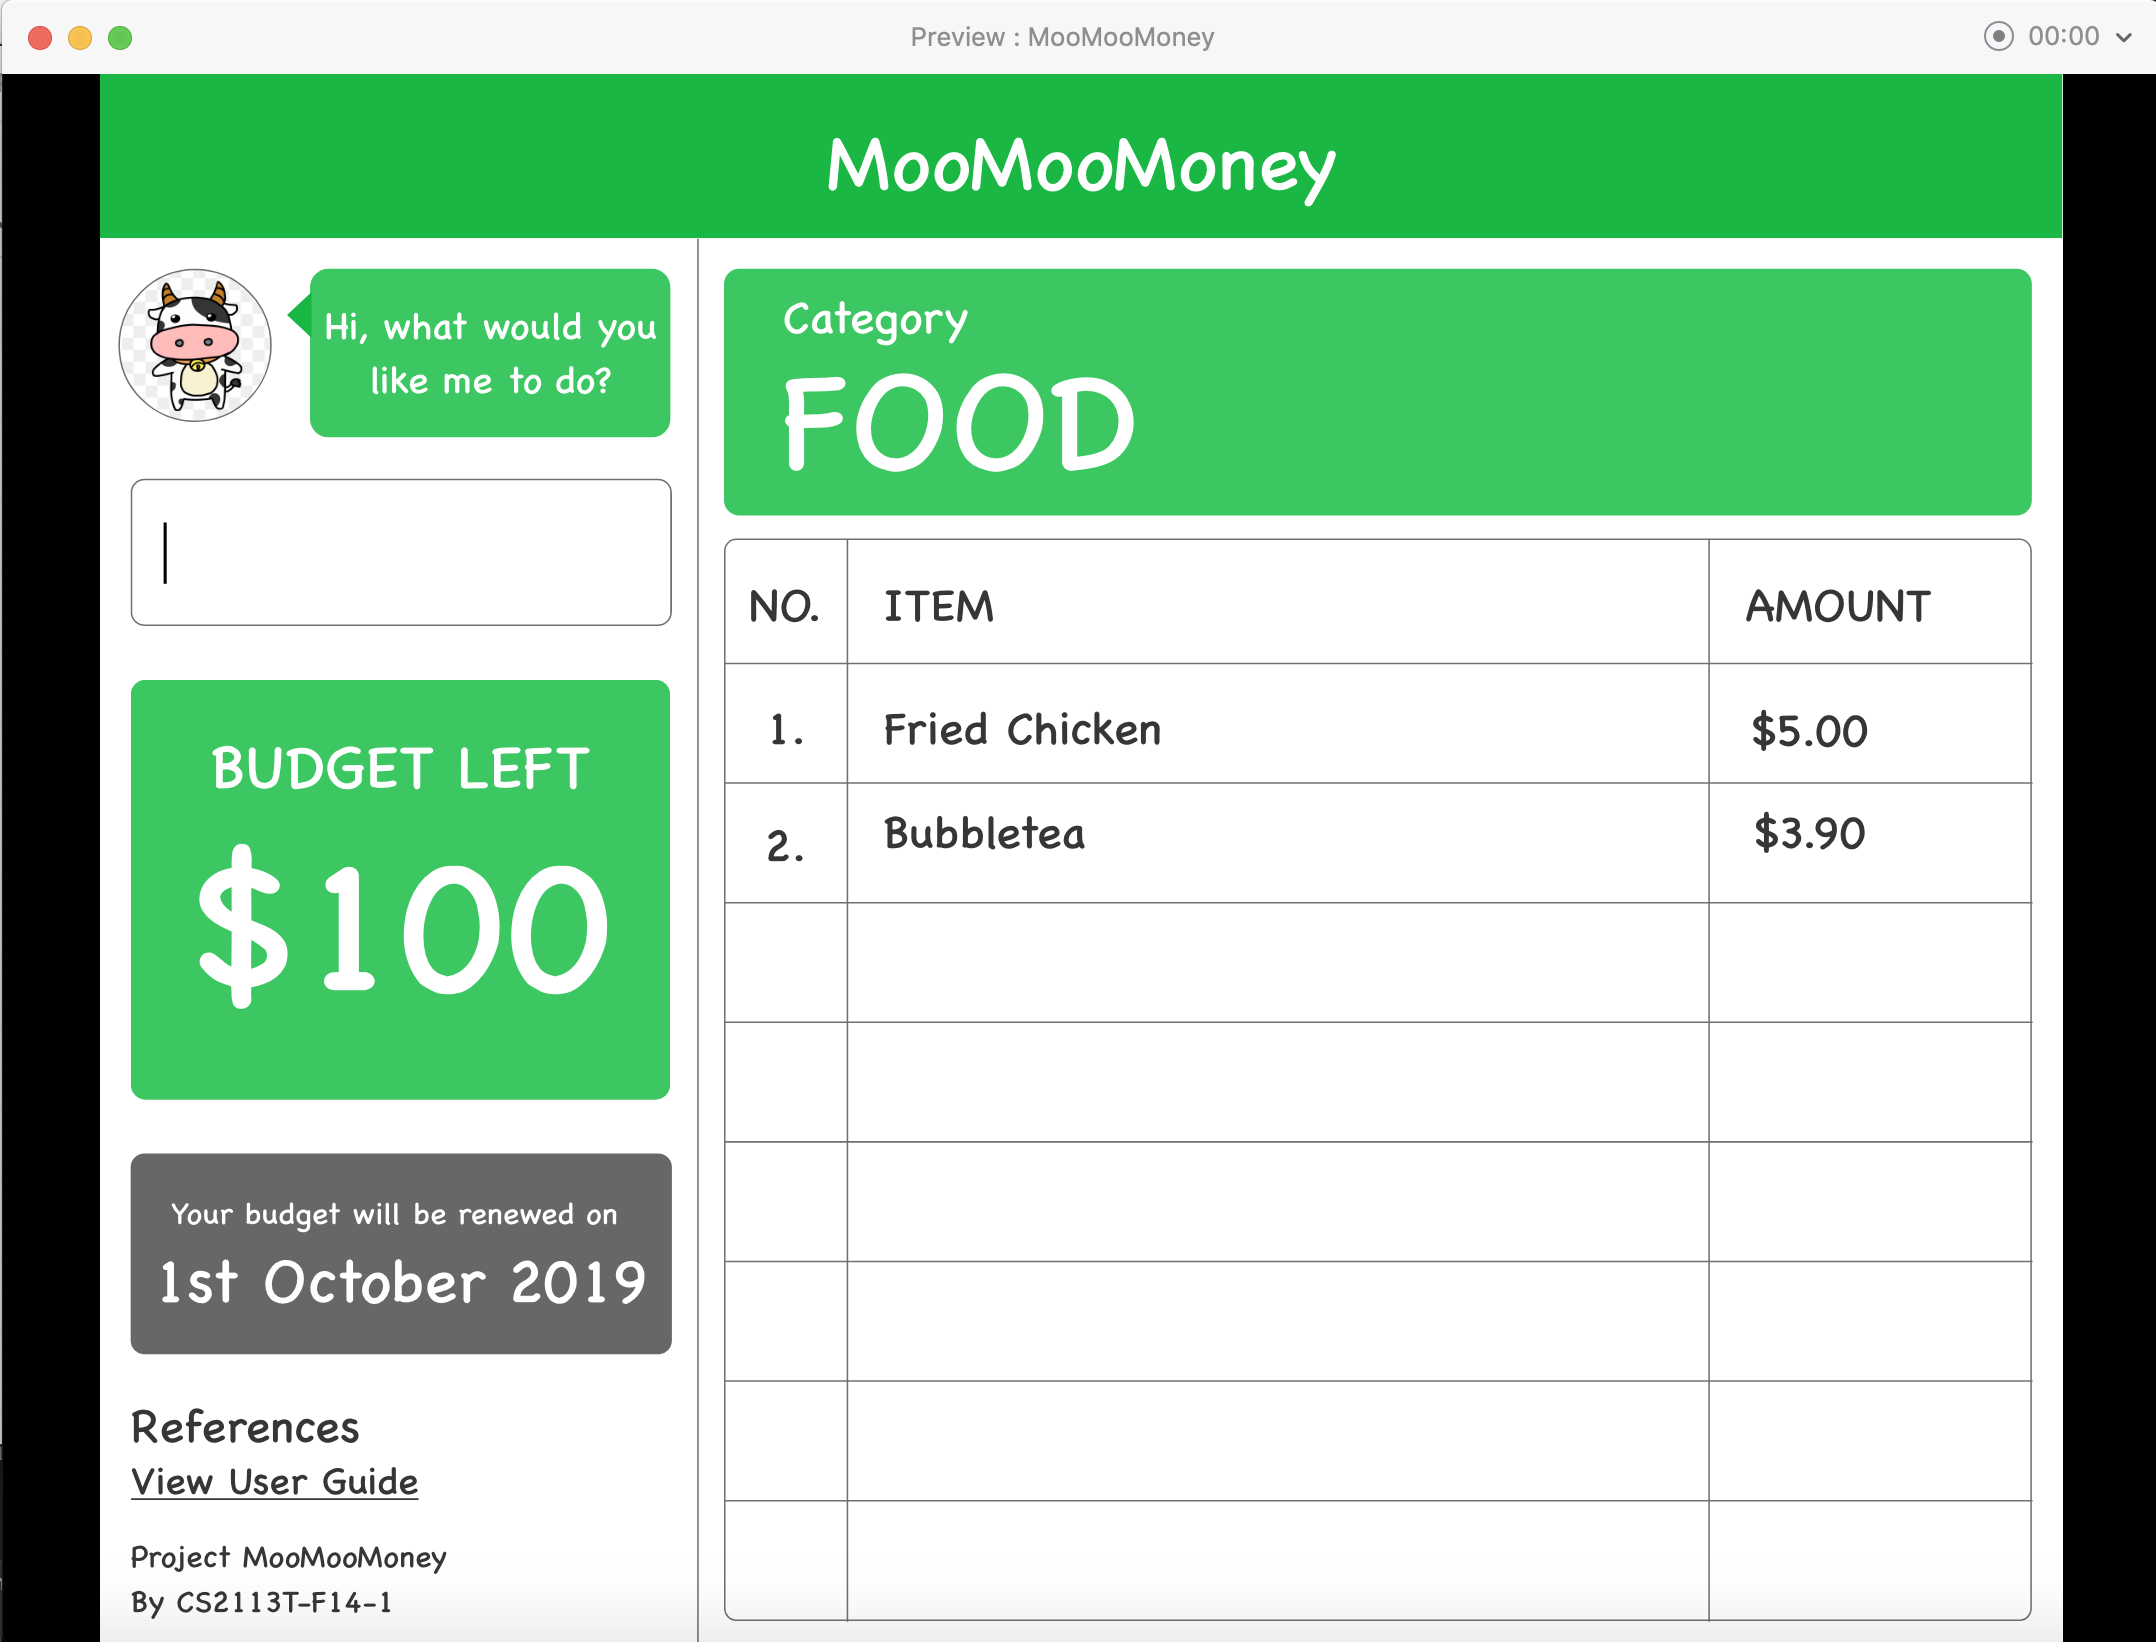 Preview : MooMooMoney
00:00
MooMooMoney
Hi, what would you
like me to do?
BUDGET LEFT
$100
Your budget will be renewed on
1st October 2019
References
View User Guide
Project MooMooMoney
By CS2113T-F14-1
Category
FOOD
NO. ITEM AMOUNT
1. Fried Chicken $5.00
2. Bubbletea $3.90